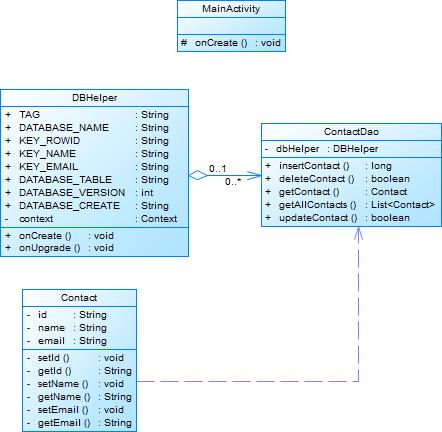 MainActivity
# onCreate () : void
DBHelper
+ TAG : String
+ DATABASE_NAME : String
+ KEY_ROWID : String
+ KEY_NAME : String
+ KEY_EMAIL : String
+ DATABASE_TABLE : String
+ DATABASE_VERSION : int
+ DATABASE_CREATE : String
- context : Context
+ onCreate () : void
+ onUpgrade () : void
0..1
0..*
ContactDao
- dbHelper : DBHelper
+ insertContact () : long
+ deleteContact () : boolean
+ getContact () : Contact
+ getAllContacts () : List<Contact>
+ updateContact () : boolean
Contact
- id : String
- name : String
- email : String
- setId () : void
- getId () : String
- setName () : void
- getName () : String
- setEmail () : void
- getEmail () : String